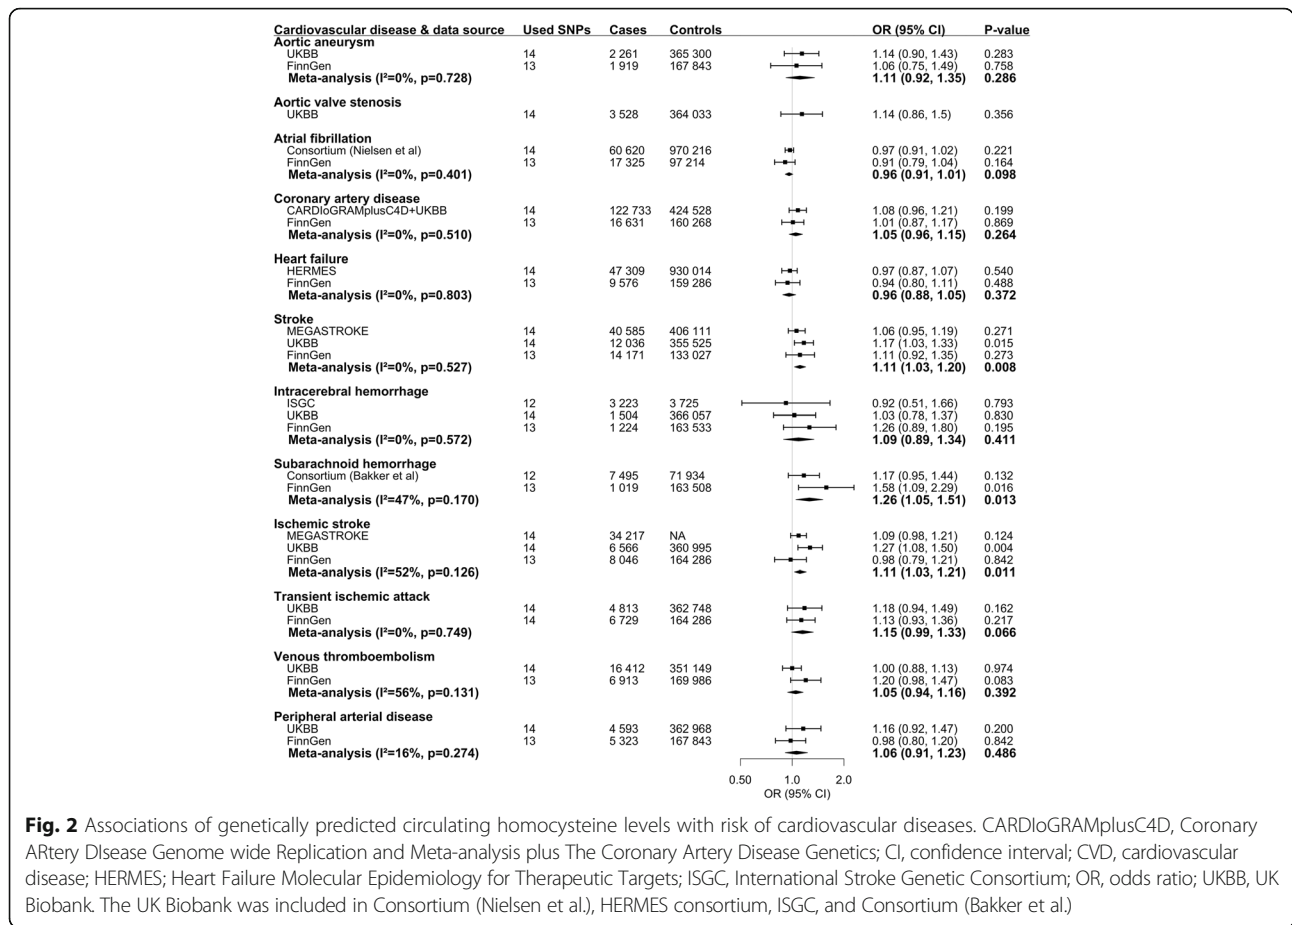 Cardiovascular disease & data source Used SNPs Cases Controls OR (95% CI) P-value
Aortic aneurysm
UKBB 14 2 261 365 300 1.14 (0.90, 1.43) 0.283
FinnGen 13 1 919 167 843 1.06 (0.75, 1.49) 0.758
Meta-analysis (I²=0%, p=0.728) 1.11 (0.92, 1.35) 0.286
Aortic valve stenosis
UKBB 14 3 528 364 033 1.14 (0.86, 1.5) 0.356
Atrial fibrillation
Consortium (Nielsen et al) 14 60 620 970 216 0.97 (0.91, 1.02) 0.221
FinnGen 13 17 325 97 214 0.91 (0.79, 1.04) 0.164
Meta-analysis (I²=0%, p=0.401) 0.96 (0.91, 1.01) 0.098
Coronary artery disease
CARDIoGRAMplusC4D+UKBB 14 122 733 424 528 1.08 (0.96, 1.21) 0.199
FinnGen 13 16 631 160 268 1.01 (0.87, 1.17) 0.869
Meta-analysis (I²=0%, p=0.510) 1.05 (0.96, 1.15) 0.264
Heart failure
HERMES 14 47 309 930 014 0.97 (0.87, 1.07) 0.540
FinnGen 13 9 576 159 286 0.94 (0.80, 1.11) 0.488
Meta-analysis (I²=0%, p=0.803) 0.96 (0.88, 1.05) 0.372
Stroke
MEGASTROKE 14 40 585 406 111 1.06 (0.95, 1.19) 0.271
UKBB 14 12 036 355 525 1.17 (1.03, 1.33) 0.015
FinnGen 13 14 171 133 027 1.11 (0.92, 1.35) 0.273
Meta-analysis (I²=0%, p=0.527) 1.11 (1.03, 1.20) 0.008
Intracerebral hemorrhage
ISGC 12 3 223 3 725 0.92 (0.51, 1.66) 0.793
UKBB 14 1 504 366 057 1.03 (0.78, 1.37) 0.830
FinnGen 13 1 224 163 533 1.26 (0.89, 1.80) 0.195
Meta-analysis (I²=0%, p=0.572) 1.09 (0.89, 1.34) 0.411
Subarachnoid hemorrhage
Consortium (Bakker et al) 12 7 495 71 934 1.17 (0.95, 1.44) 0.132
FinnGen 13 1 019 163 508 1.58 (1.09, 2.29) 0.016
Meta-analysis (I²=47%, p=0.170) 1.26 (1.05, 1.51) 0.013
Ischemic stroke
MEGASTROKE 14 34 217 NA 1.09 (0.98, 1.21) 0.124
UKBB 14 6 566 360 995 1.27 (1.08, 1.50) 0.004
FinnGen 13 8 046 164 286 0.98 (0.79, 1.21) 0.842
Meta-analysis (I²=52%, p=0.126) 1.11 (1.03, 1.21) 0.011
Transient ischemic attack
UKBB 14 4 813 362 748 1.18 (0.94, 1.49) 0.162
FinnGen 14 6 729 164 286 1.13 (0.93, 1.36) 0.217
Meta-analysis (I²=0%, p=0.749) 1.15 (0.99, 1.33) 0.066
Venous thromboembolism
UKBB 14 16 412 351 149 1.00 (0.88, 1.13) 0.974
FinnGen 13 6 913 169 986 1.20 (0.98, 1.47) 0.083
Meta-analysis (I²=56%, p=0.131) 1.05 (0.94, 1.16) 0.392
Peripheral arterial disease
UKBB 14 4 593 362 968 1.16 (0.92, 1.47) 0.200
FinnGen 13 5 323 167 843 0.98 (0.80, 1.20) 0.842
Meta-analysis (I²=16%, p=0.274) 1.06 (0.91, 1.23) 0.486
0.50 1.0 2.0
OR (95% CI)
Fig. 2 Associations of genetically predicted circulating homocysteine levels with risk of cardiovascular diseases. CARDIoGRAMplusC4D, Coronary
ARtery DIsease Genome wide Replication and Meta-analysis plus The Coronary Artery Disease Genetics; CI, confidence interval; CVD, cardiovascular
disease; HERMES; Heart Failure Molecular Epidemiology for Therapeutic Targets; ISGC, International Stroke Genetic Consortium; OR, odds ratio; UKBB, UK
Biobank. The UK Biobank was included in Consortium (Nielsen et al.), HERMES consortium, ISGC, and Consortium (Bakker et al.)